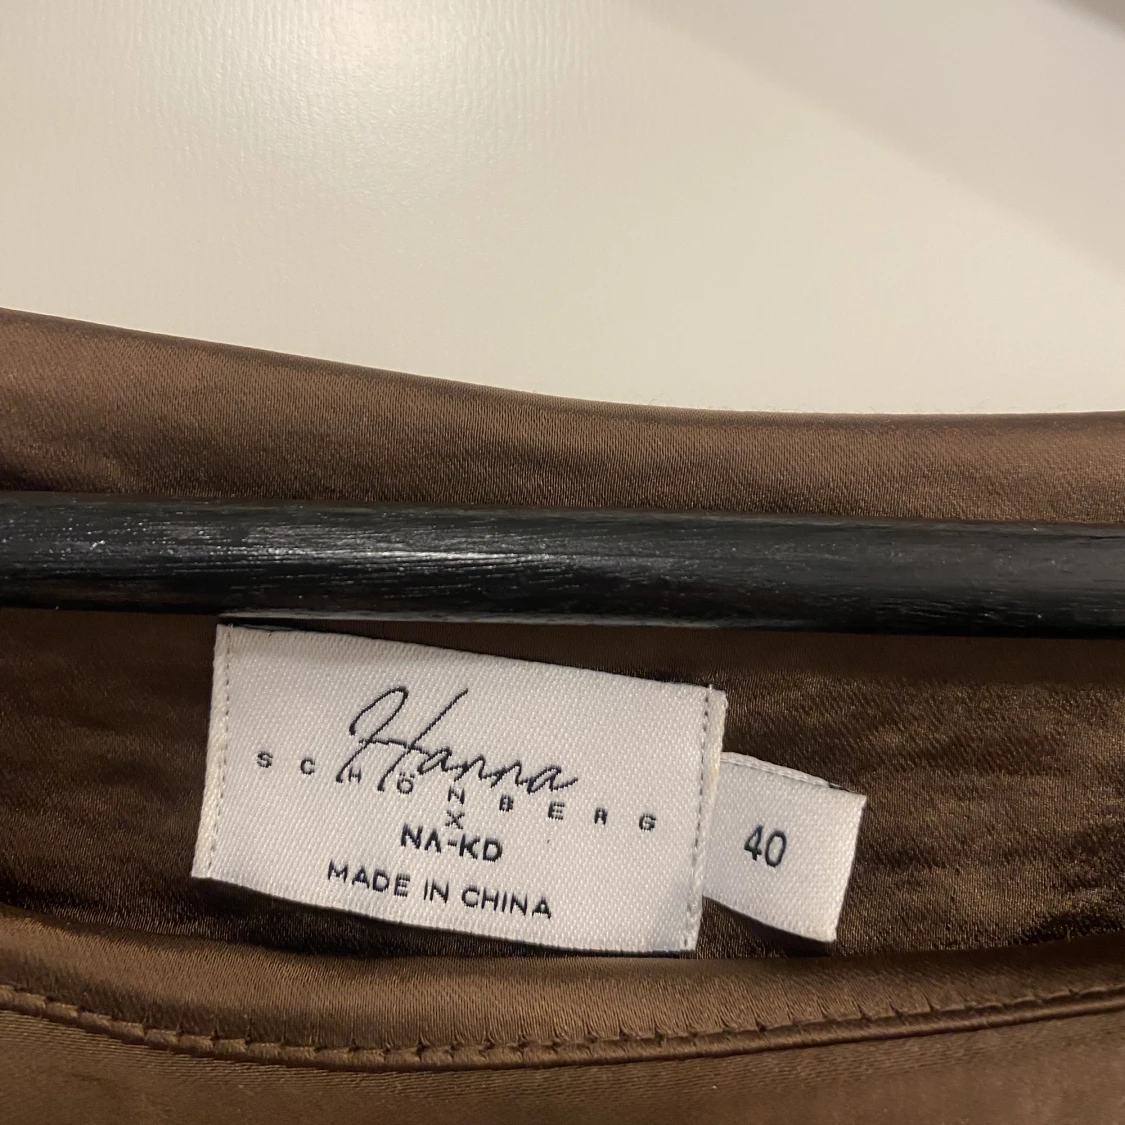 Hanna
SCHÖNBERG
X
NA-KD
MADE IN CHINA
40